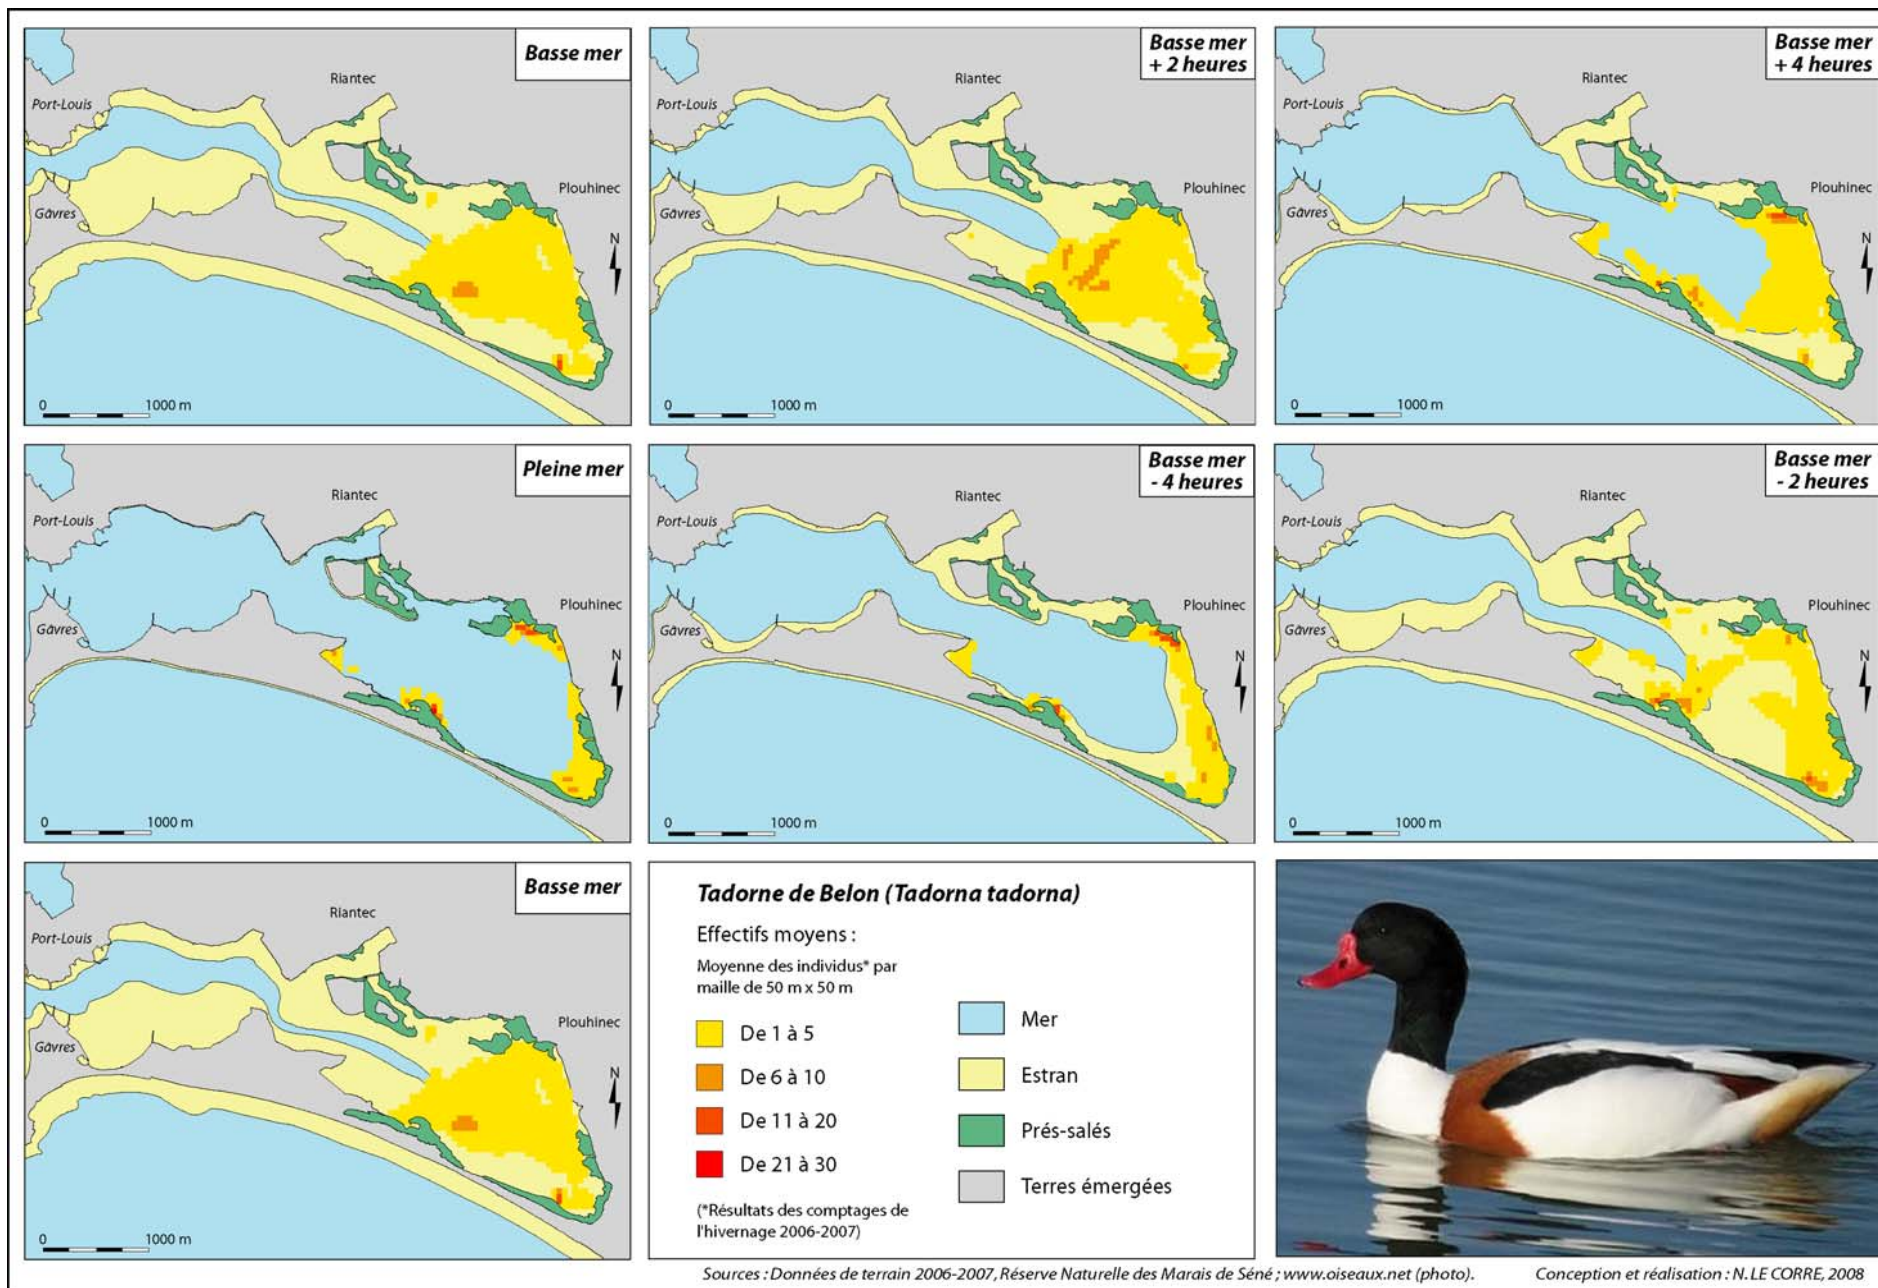 Basse mer
Riantec
Port-Louis
Plouhinec
Gâvres
N
0 1000 m
Basse mer
+ 2 heures
Riantec
Port-Louis
Plouhinec
Gâvres
N
0 1000 m
Basse mer
+ 4 heures
Riantec
Port-Louis
Plouhinec
Gâvres
N
0 1000 m
Pleine mer
Riantec
Port-Louis
Plouhinec
Gâvres
N
0 1000 m
Basse mer
- 4 heures
Riantec
Port-Louis
Plouhinec
Gâvres
N
0 1000 m
Basse mer
- 2 heures
Riantec
Port-Louis
Plouhinec
Gâvres
N
0 1000 m
Basse mer
Riantec
Port-Louis
Plouhinec
Gâvres
N
0 1000 m
Tadorne de Belon (Tadorna tadorna)
Effectifs moyens :
Moyenne des individus* par
maille de 50 m x 50 m
De 1 à 5
De 6 à 10
De 11 à 20
De 21 à 30
(*Résultats des comptages de
l'hivernage 2006-2007)
Mer
Estran
Prés-salés
Terres émergées
Sources : Données de terrain 2006-2007, Réserve Naturelle des Marais de Séné ; www.oiseaux.net (photo). Conception et réalisation : N. LE CORRE, 2008